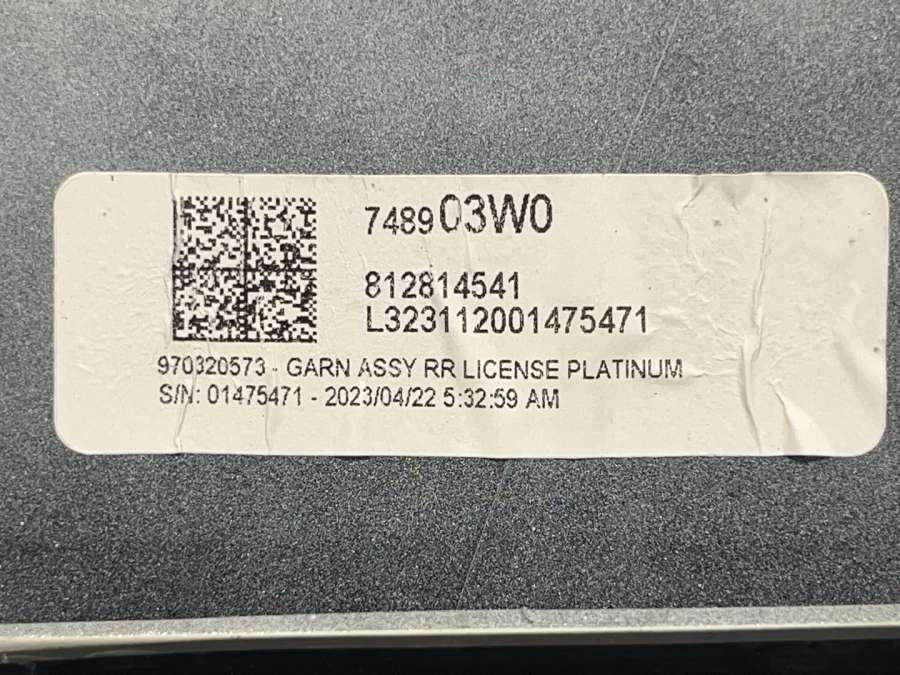 748903W0
812814541
L323112001475471
970320573 - GARN ASSY RR LICENSE PLATINUM
S/N: 01475471 - 2023/04/22 5:32:59 AM